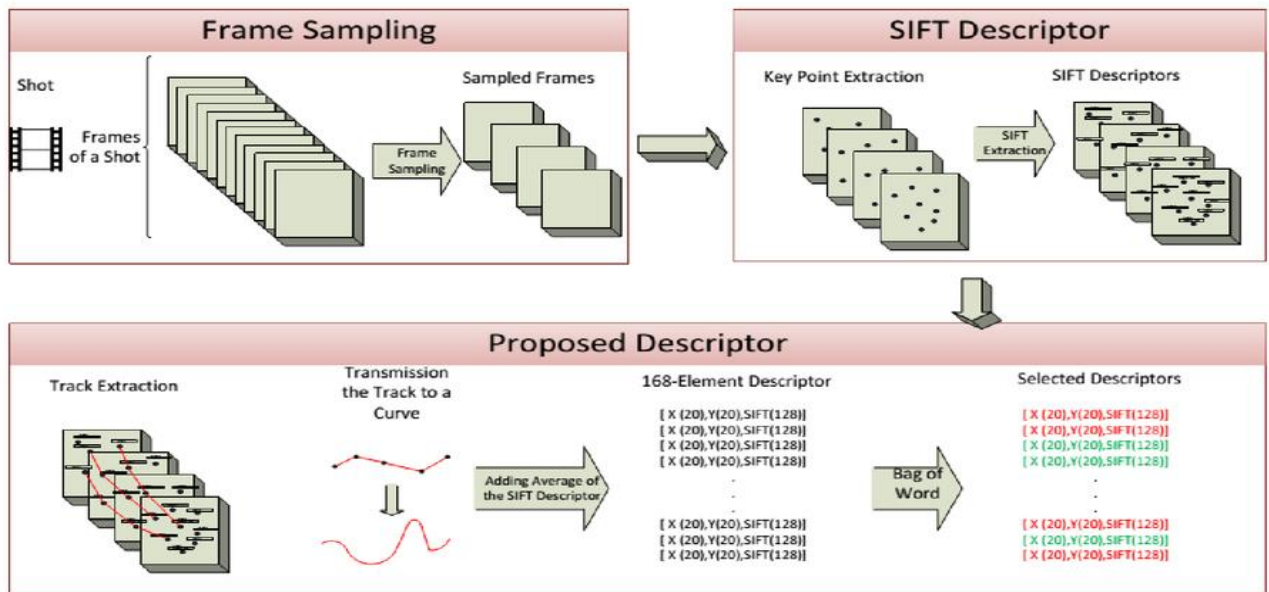 Frame Sampling
Shot
Frames
of a Shot
Frame
Sampling
Sampled Frames
SIFT Descriptor
Key Point Extraction
SIFT
Extraction
SIFT Descriptors
Proposed Descriptor
Track Extraction
Transmission
the Track to a
Curve
Adding Average of
the SIFT Descriptor
168-Element Descriptor
[ X (20),Y(20),SIFT(128)]
[ X (20),Y(20),SIFT(128)]
[ X (20),Y(20),SIFT(128)]
[ X (20),Y(20),SIFT(128)]
.
.
.
[ X (20),Y(20),SIFT(128)]
[ X (20),Y(20),SIFT(128)]
[ X (20),Y(20),SIFT(128)]
Bag of
Word
Selected Descriptors
[ X (20),Y(20),SIFT(128)]
[ X (20),Y(20),SIFT(128)]
[ X (20),Y(20),SIFT(128)]
[ X (20),Y(20),SIFT(128)]
.
.
.
[ X (20),Y(20),SIFT(128)]
[ X (20),Y(20),SIFT(128)]
[ X (20),Y(20),SIFT(128)]